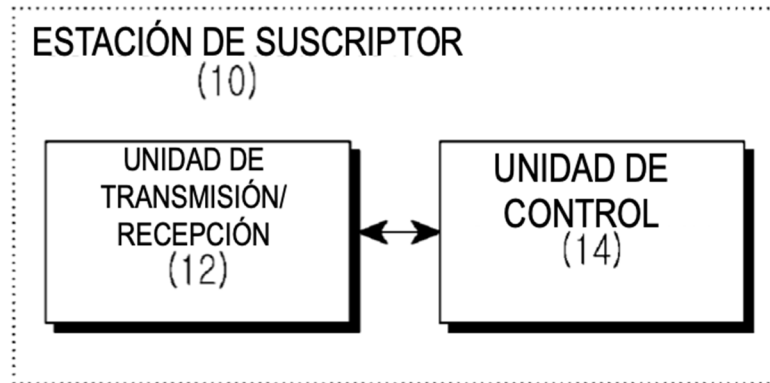 ESTACIÓN DE SUSCRIPTOR
(10)
UNIDAD DE
TRANSMISIÓN/
RECEPCIÓN
(12)
UNIDAD DE
CONTROL
(14)